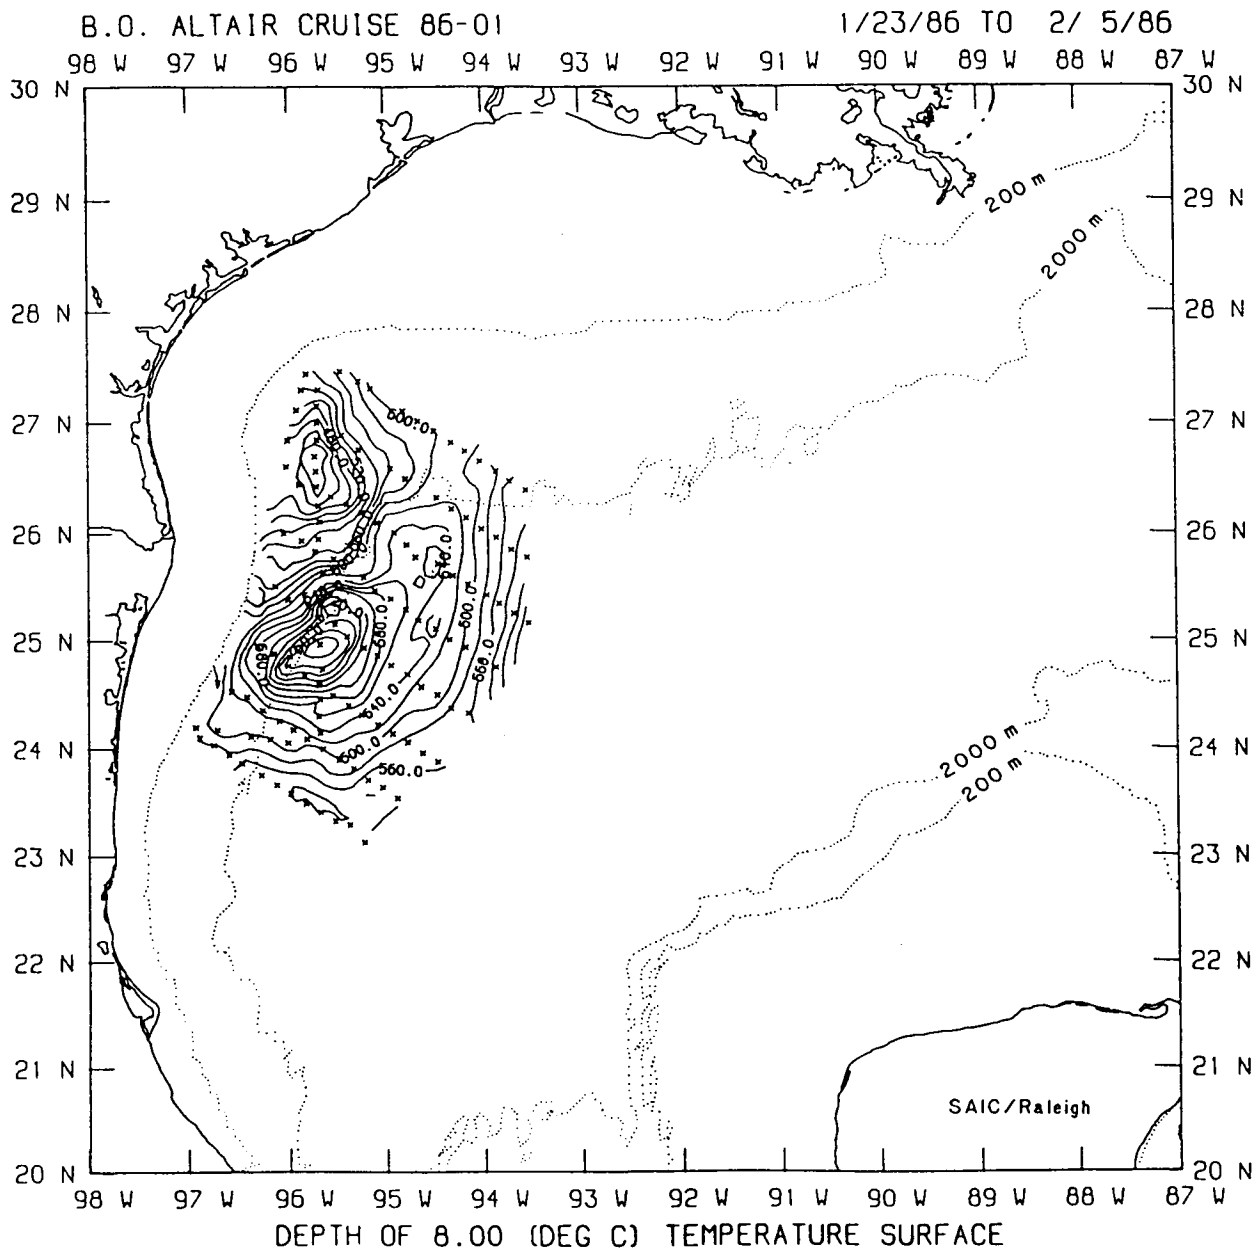 B.O. ALTAIR CRUISE 86-01 1/23/86 TO 2/ 5/86
98 W 97 W 96 W 95 W 94 W 93 W 92 W 91 W 90 W 89 W 88 W 87 W
30 N 30 N
29 N 200 m 29 N
2000 m
28 N 28 N
27 N 600.0 27 N
26 N 26 N
640.0
600.0
680.0
25 N 25 N
680.0 560.0
640.0
24 N 600.0 2000 m 24 N
560.0 200 m
23 N 23 N
22 N 22 N
21 N 21 N
SAIC/Raleigh
20 N 20 N
98 W 97 W 96 W 95 W 94 W 93 W 92 W 91 W 90 W 89 W 88 W 87 W
DEPTH OF 8.00 (DEG C) TEMPERATURE SURFACE